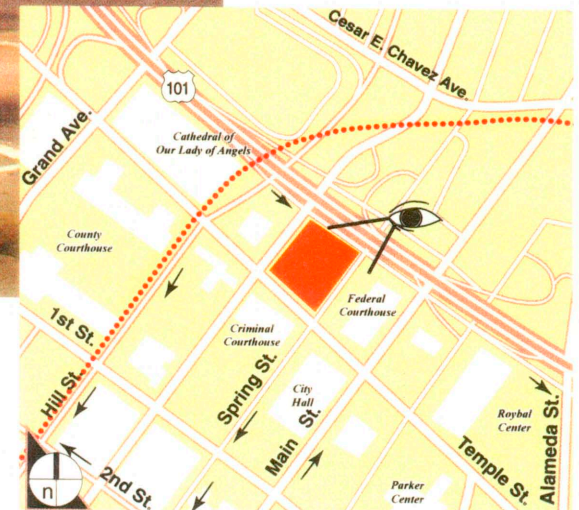 Cesar E. Chavez Ave.
101
Grand Ave.
Cathedral of
Our Lady of Angels
County
Courthouse
Federal
Courthouse
1st St.
Criminal
Courthouse
Hill St.
Spring St.
City
Hall
Main St.
Roybal
Center
Temple St.
Alameda St.
2nd St.
Parker
Center
n